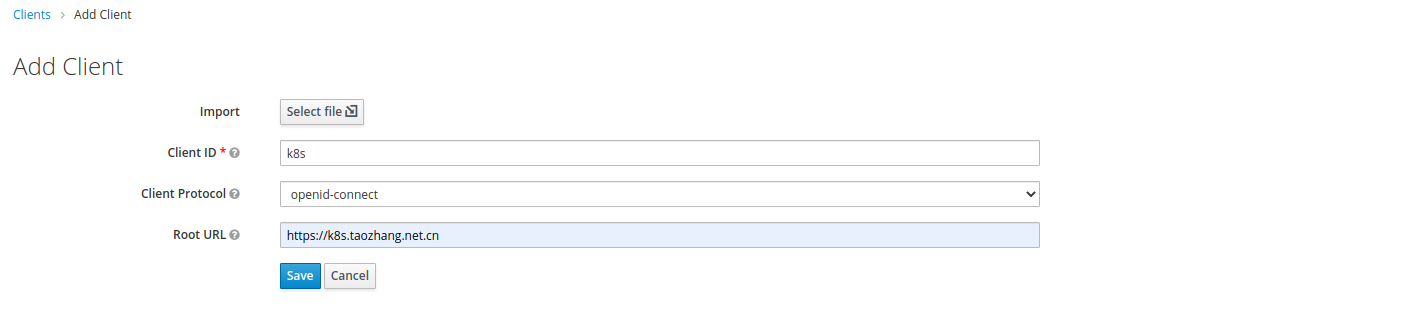 Clients > Add Client
Add Client
Import Select file
Client ID * k8s
Client Protocol openid-connect
Root URL https://k8s.taozhang.net.cn
Save Cancel